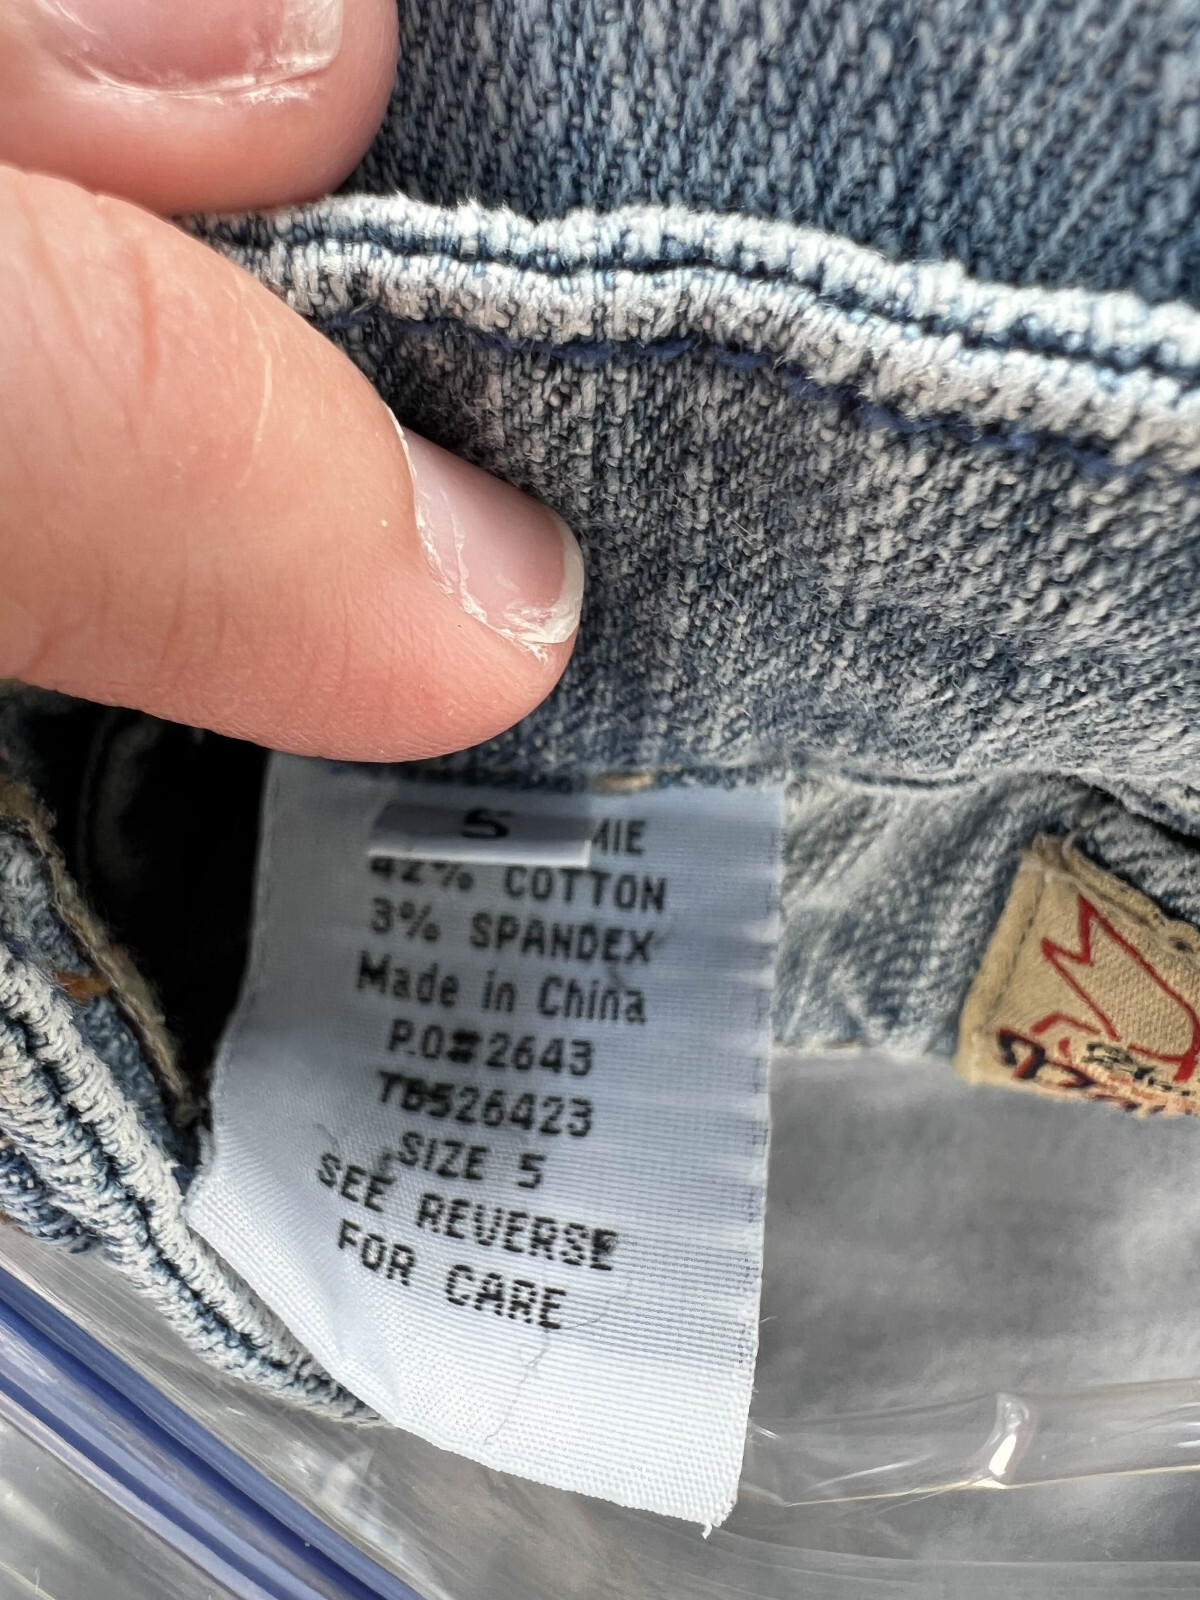 5
MIE
42% COTTON
3% SPANDEX
Made in China
P.O#2643
TB526423
SIZE 5
SEE REVERSE
FOR CARE